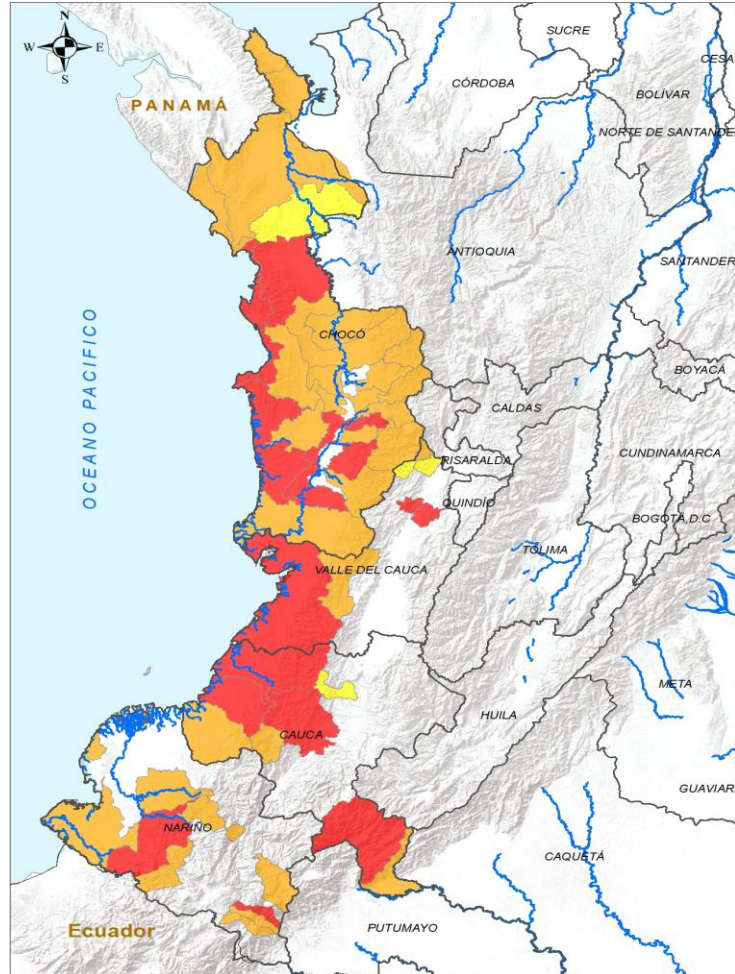 N
W E
S
PANAMÁ
SUCRE
CÓRDOBA
CESA
BOLÍVAR
NORTE DE SANTANDE
ANTIOQUIA
SANTANDER
OCEANO PACIFICO
CHOCÓ
BOYACÁ
CALDAS
CUNDINAMARCA
RISARALDA
QUINDÍO
BOGOTÁ,D.C
TOLIMA
VALLE DEL CAUCA
META
HUILA
CAUCA
GUAVIAR
NARIÑO
CAQUETÁ
PUTUMAYO
Ecuador